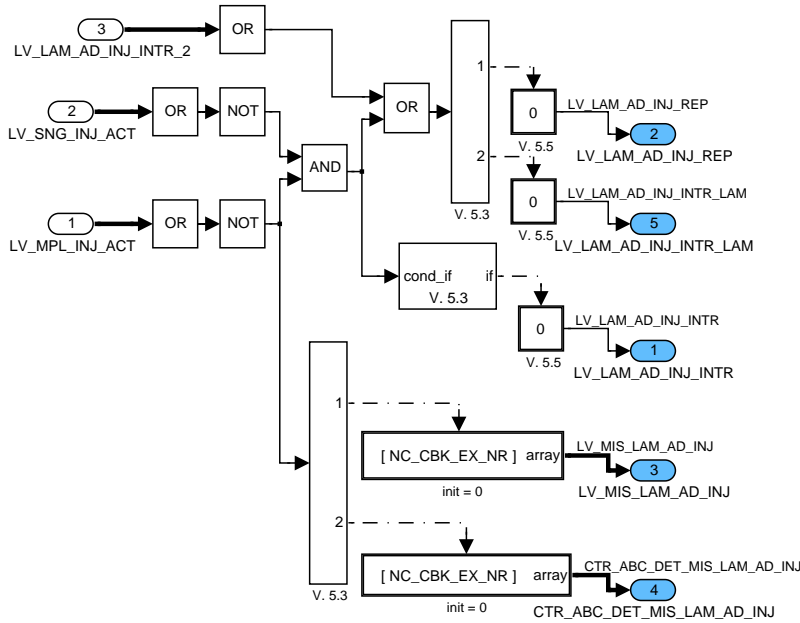 3
LV_LAM_AD_INJ_INTR_2
OR
2
LV_SNG_INJ_ACT
OR
NOT
1
LV_MPL_INJ_ACT
OR
NOT
AND
OR
1
2
V. 5.3
0
V. 5.5
LV_LAM_AD_INJ_REP
2
LV_LAM_AD_INJ_REP
0
V. 5.5
LV_LAM_AD_INJ_INTR_LAM
5
LV_LAM_AD_INJ_INTR_LAM
cond_if if
V. 5.3
0
V. 5.5
LV_LAM_AD_INJ_INTR
1
LV_LAM_AD_INJ_INTR
1
2
V. 5.3
[ NC_CBK_EX_NR ] array
init = 0
LV_MIS_LAM_AD_INJ
3
LV_MIS_LAM_AD_INJ
[ NC_CBK_EX_NR ] array
init = 0
CTR_ABC_DET_MIS_LAM_AD_INJ
4
CTR_ABC_DET_MIS_LAM_AD_INJ